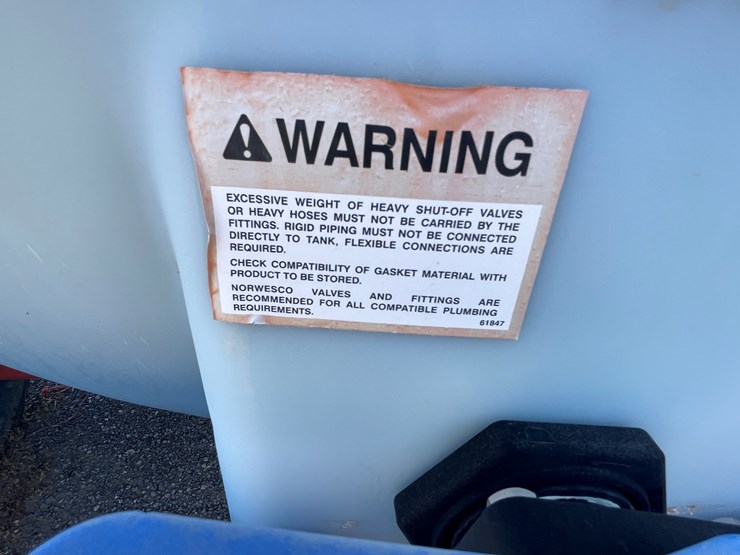 WARNING
EXCESSIVE WEIGHT OF HEAVY SHUT-OFF VALVES
OR HEAVY HOSES MUST NOT BE CARRIED BY THE
FITTINGS. RIGID PIPING MUST NOT BE CONNECTED
DIRECTLY TO TANK, FLEXIBLE CONNECTIONS ARE
REQUIRED.
CHECK COMPATIBILITY OF GASKET MATERIAL WITH
PRODUCT TO BE STORED.
NORWESCO VALVES AND FITTINGS ARE
RECOMMENDED FOR ALL COMPATIBLE PLUMBING
REQUIREMENTS.
61847